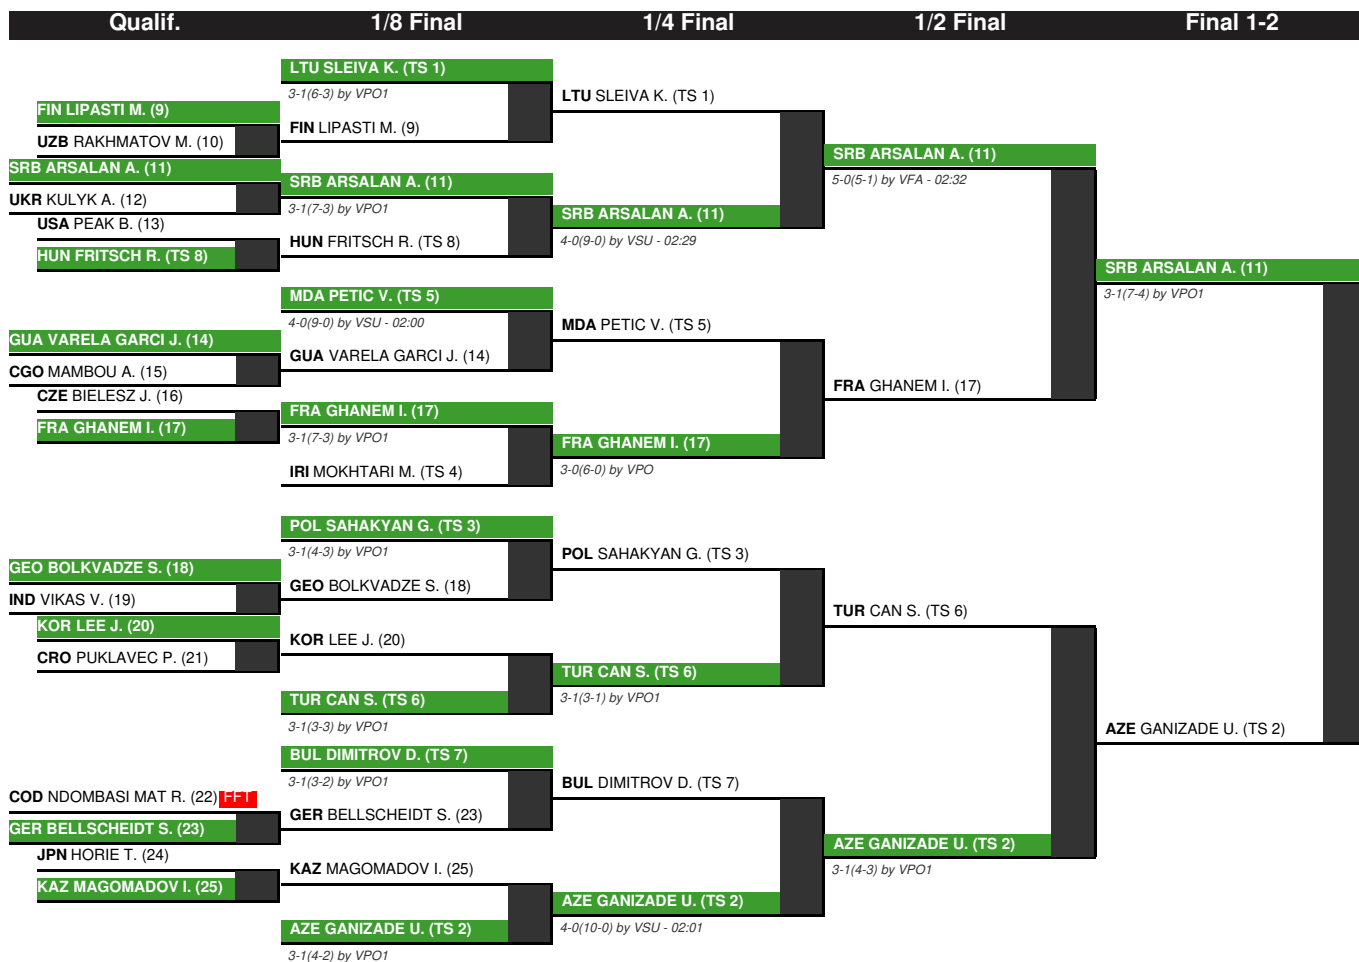 Qualif.
1/8 Final
1/4 Final
1/2 Final
Final 1-2
FIN LIPASTI M. (9)
UZB RAKHMATOV M. (10)
SRB ARSALAN A. (11)
UKR KULYK A. (12)
USA PEAK B. (13)
HUN FRITSCH R. (TS 8)
GUA VARELA GARCI J. (14)
CGO MAMBOU A. (15)
CZE BIELESZ J. (16)
FRA GHANEM I. (17)
GEO BOLKVADZE S. (18)
IND VIKAS V. (19)
KOR LEE J. (20)
CRO PUKLAVEC P. (21)
COD NDOMBASI MAT R. (22) FFT
GER BELLSCHEIDT S. (23)
JPN HORIE T. (24)
KAZ MAGOMADOV I. (25)
LTU SLEIVA K. (TS 1)
3-1(6-3) by VPO1
FIN LIPASTI M. (9)
SRB ARSALAN A. (11)
3-1(7-3) by VPO1
HUN FRITSCH R. (TS 8)
MDA PETIC V. (TS 5)
4-0(9-0) by VSU - 02:00
GUA VARELA GARCI J. (14)
FRA GHANEM I. (17)
3-1(7-3) by VPO1
IRI MOKHTARI M. (TS 4)
POL SAHAKYAN G. (TS 3)
3-1(4-3) by VPO1
GEO BOLKVADZE S. (18)
KOR LEE J. (20)
TUR CAN S. (TS 6)
3-1(3-3) by VPO1
BUL DIMITROV D. (TS 7)
3-1(3-2) by VPO1
GER BELLSCHEIDT S. (23)
KAZ MAGOMADOV I. (25)
AZE GANIZADE U. (TS 2)
3-1(4-2) by VPO1
LTU SLEIVA K. (TS 1)
SRB ARSALAN A. (11)
4-0(9-0) by VSU - 02:29
MDA PETIC V. (TS 5)
FRA GHANEM I. (17)
3-0(6-0) by VPO
POL SAHAKYAN G. (TS 3)
TUR CAN S. (TS 6)
3-1(3-1) by VPO1
BUL DIMITROV D. (TS 7)
AZE GANIZADE U. (TS 2)
4-0(10-0) by VSU - 02:01
SRB ARSALAN A. (11)
5-0(5-1) by VFA - 02:32
FRA GHANEM I. (17)
TUR CAN S. (TS 6)
AZE GANIZADE U. (TS 2)
3-1(4-3) by VPO1
SRB ARSALAN A. (11)
3-1(7-4) by VPO1
AZE GANIZADE U. (TS 2)